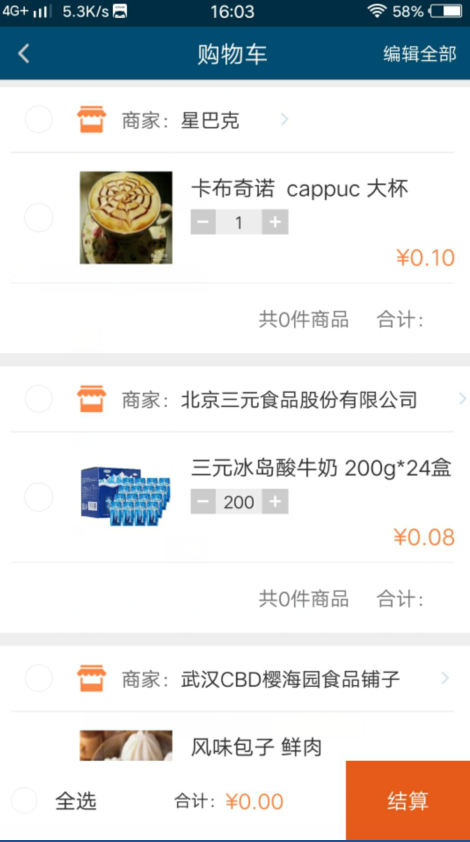 4G+ 5.3K/s 16:03 58%
购物车 编辑全部
商家：星巴克
卡布奇诺 cappuc 大杯
− 1 +
¥0.10
共0件商品 合计：
商家：北京三元食品股份有限公司
三元冰岛酸牛奶 200g*24盒
− 200 +
¥0.08
共0件商品 合计：
商家：武汉CBD樱海园食品铺子
风味包子 鲜肉
全选 合计：¥0.00 结算